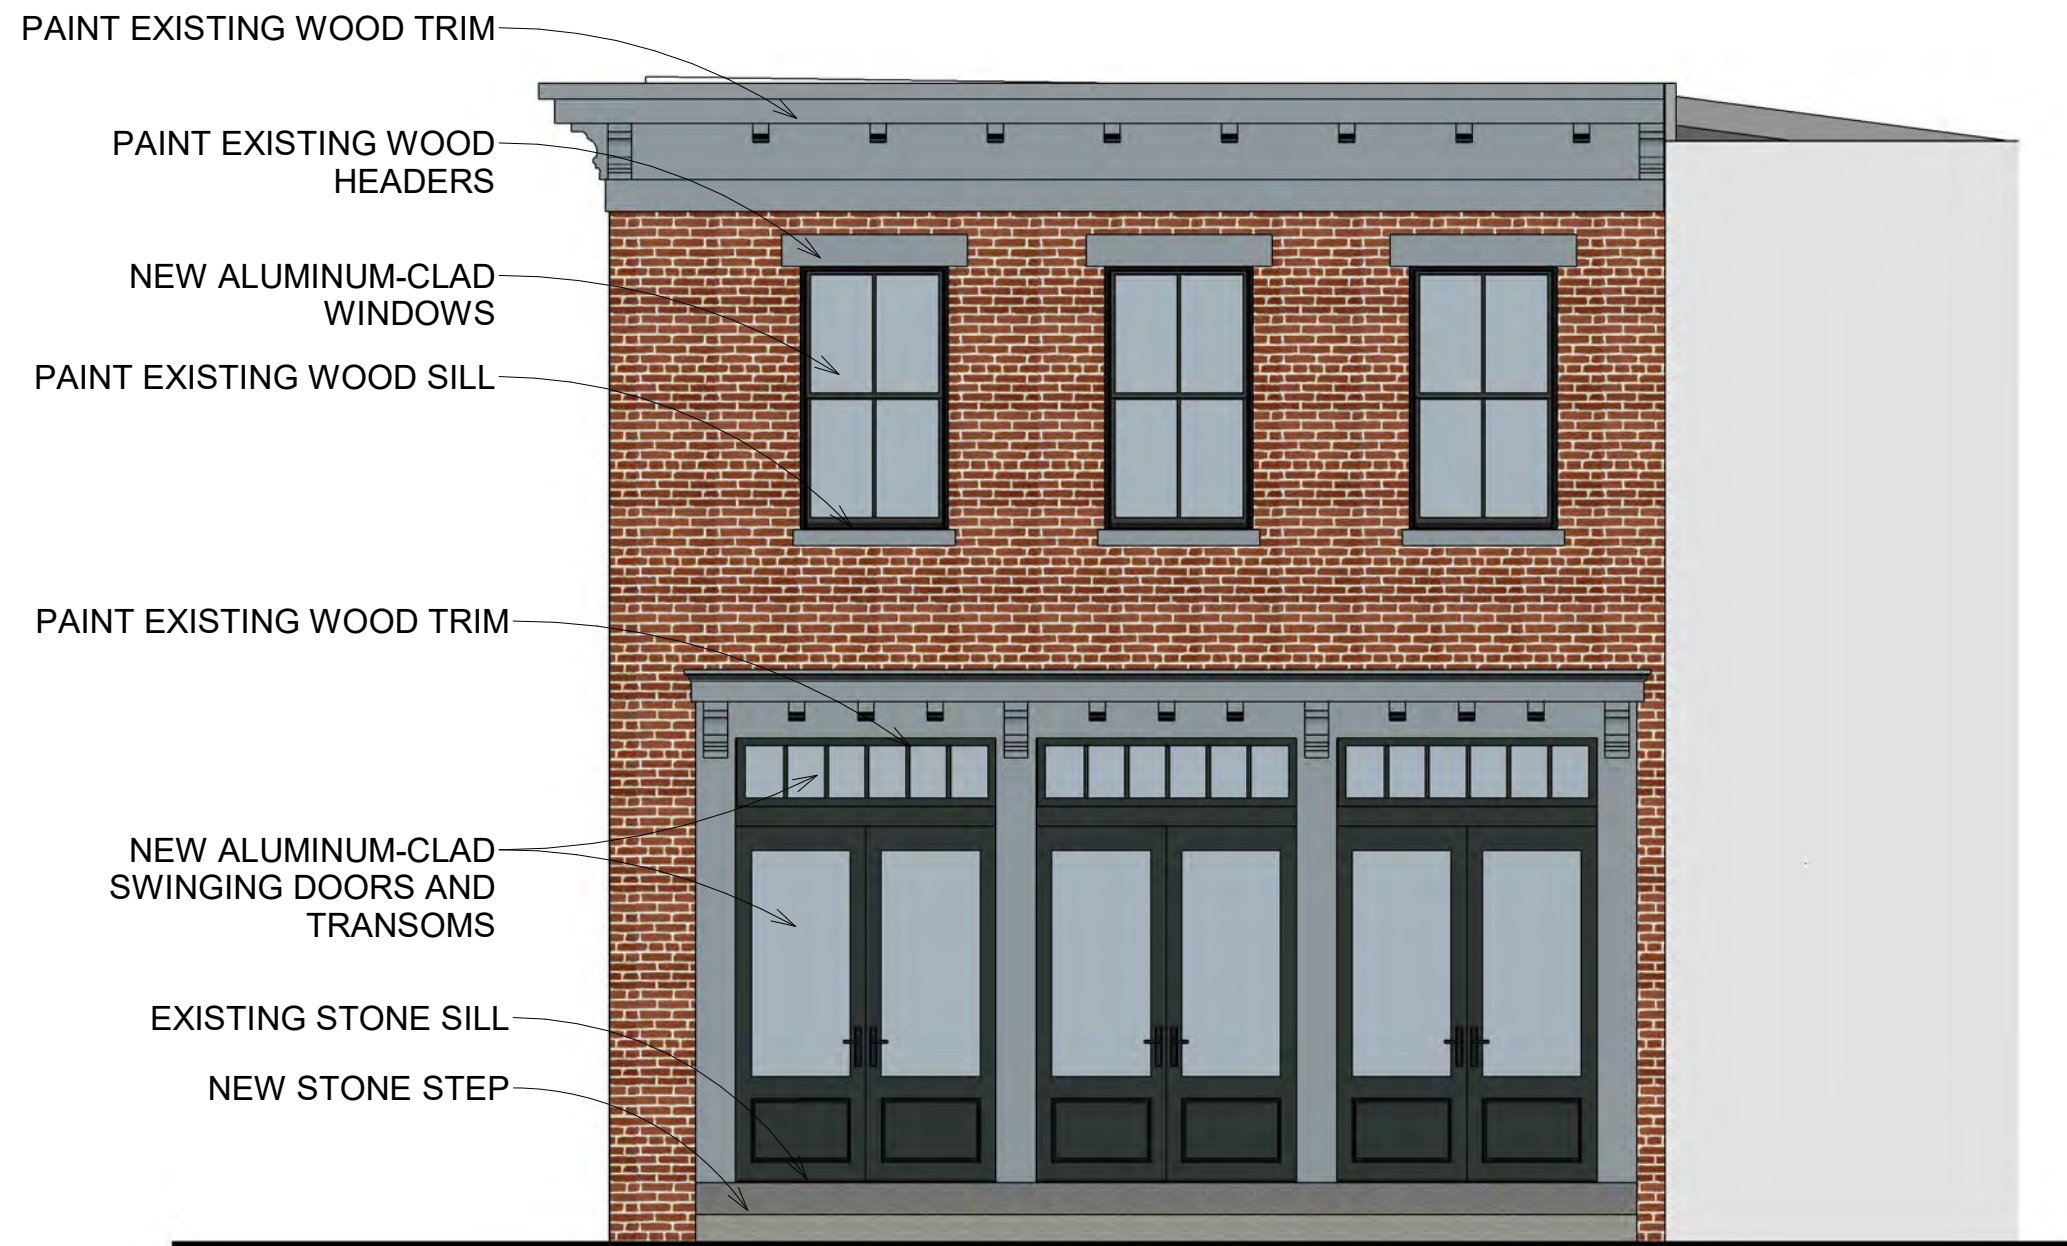 PAINT EXISTING WOOD TRIM
PAINT EXISTING WOOD
HEADERS
NEW ALUMINUM-CLAD
WINDOWS
PAINT EXISTING WOOD SILL
PAINT EXISTING WOOD TRIM
NEW ALUMINUM-CLAD
SWINGING DOORS AND
TRANSOMS
EXISTING STONE SILL
NEW STONE STEP